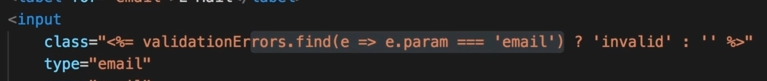 <input
class="<%= validationErrors.find(e => e.param === 'email') ? 'invalid' : '' %>"
type="email"